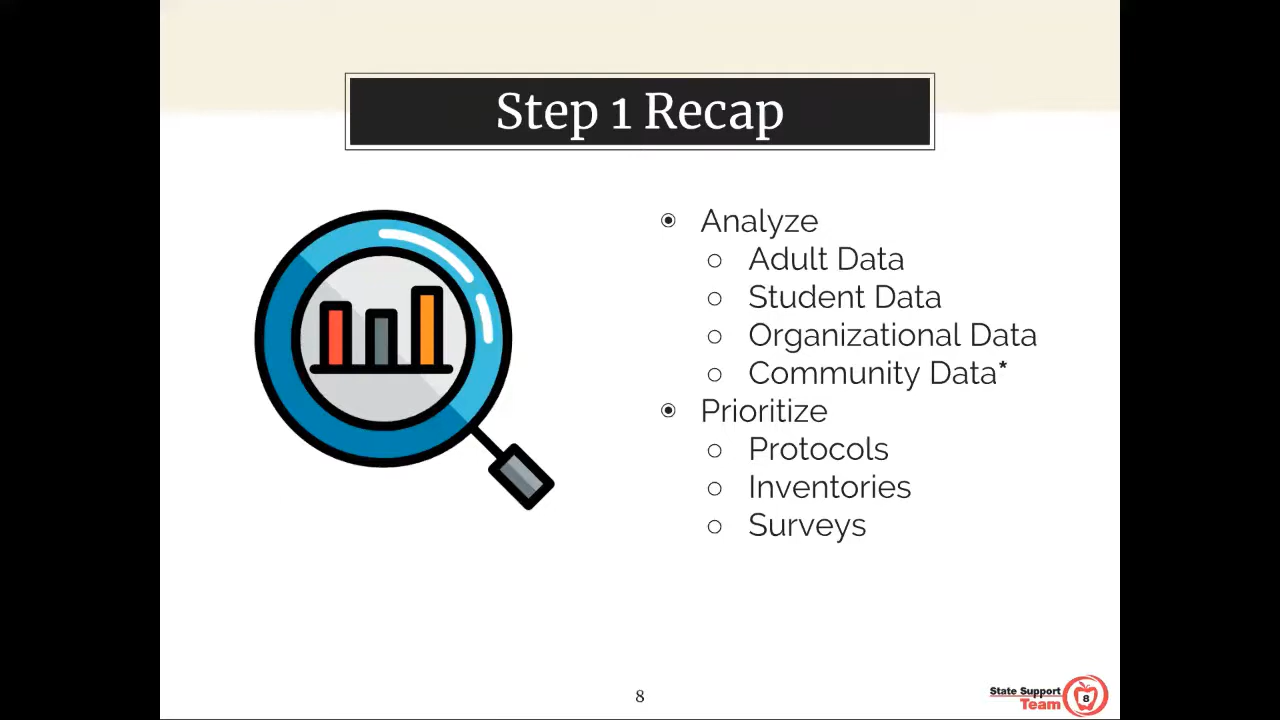 Step 1 Recap
Analyze
Adult Data
Student Data
Organizational Data
Community Data*
Prioritize
Protocols
Inventories
Surveys
8
State Support
Team
8